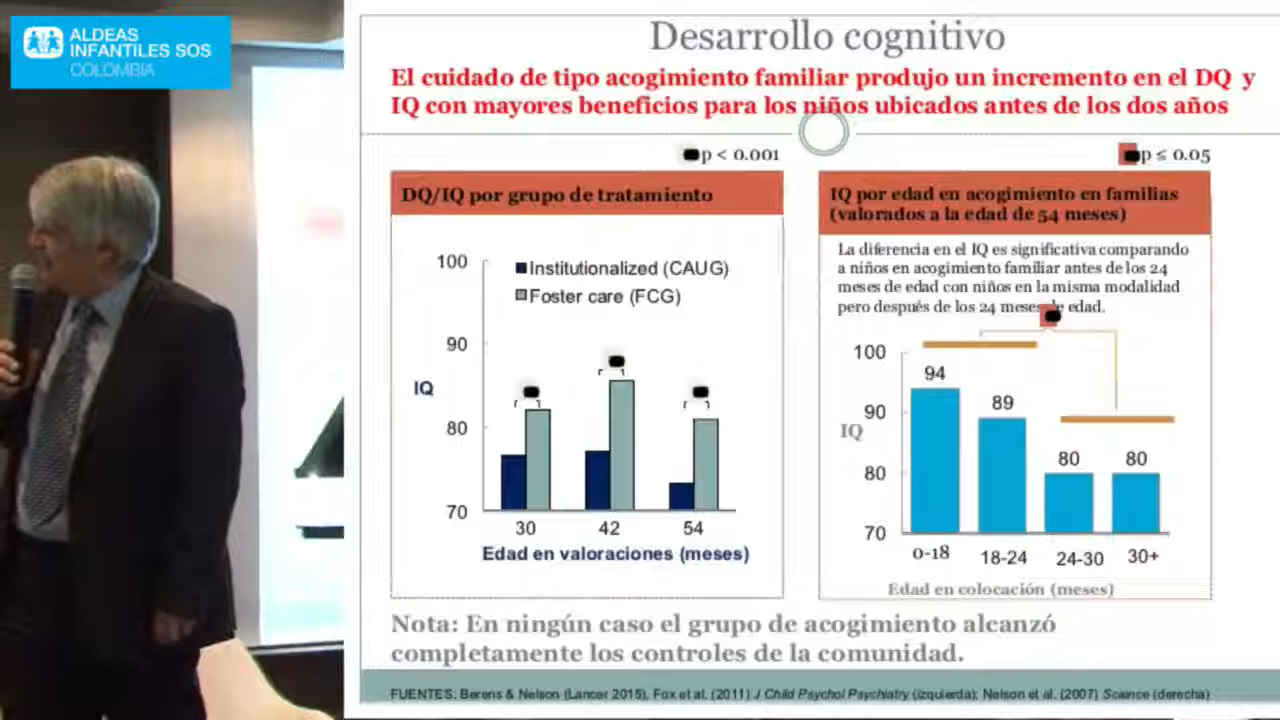 ALDEAS
INFANTILES SOS
COLOMBIA
Desarrollo cognitivo
El cuidado de tipo acogimiento familiar produjo un incremento en el DQ y
IQ con mayores beneficios para los niños ubicados antes de los dos años
p < 0.001
p ≤ 0.05
DQ/IQ por grupo de tratamiento
100
90
80
70
IQ
Institutionalized (CAUG)
Foster care (FCG)
30 42 54
Edad en valoraciones (meses)
IQ por edad en acogimiento en familias
(valorados a la edad de 54 meses)
La diferencia en el IQ es significativa comparando
a niños en acogimiento familiar antes de los 24
meses de edad con niños en la misma modalidad
pero después de los 24 meses de edad.
100
90
80
70
IQ
94
89
80
80
0-18 18-24 24-30 30+
Edad en colocación (meses)
Nota: En ningún caso el grupo de acogimiento alcanzó
completamente los controles de la comunidad.
FUENTES: Berens & Nelson (Lancer 2015), Fox et al. (2011) J Child Psychol Psychiatry (izquierda); Nelson et al. (2007) Science (derecha)